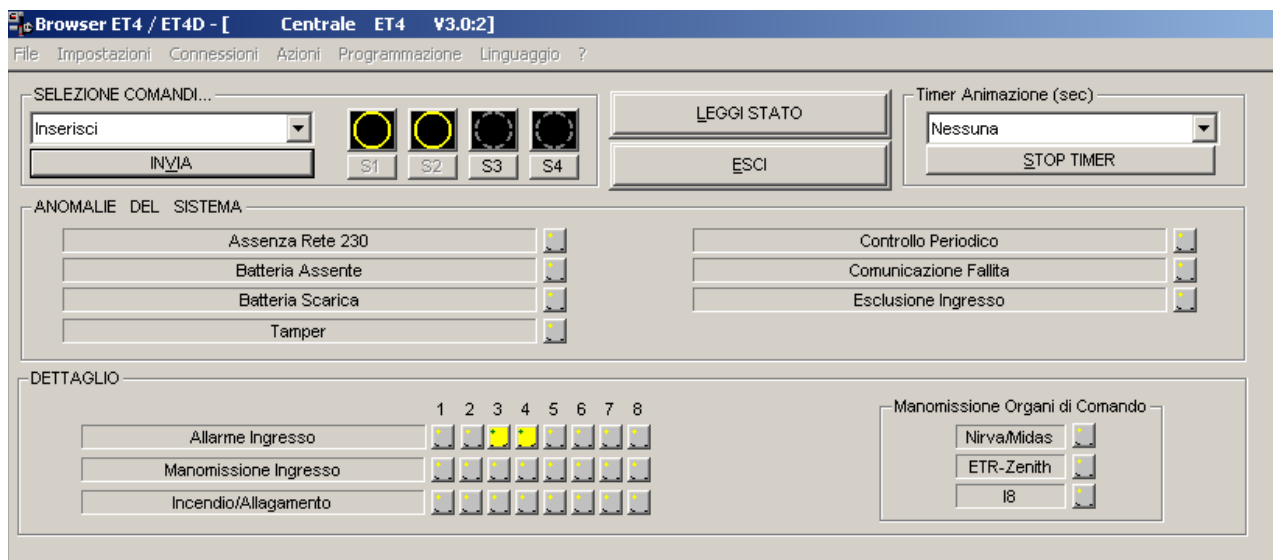 Browser ET4 / ET4D - [ Centrale ET4 V3.0:2]
File Impostazioni Connessioni Azioni Programmazione Linguaggio ?
SELEZIONE COMANDI...
Inserisci
INVIA
S1 S2 S3 S4
LEGGI STATO
ESCI
Timer Animazione (sec)
Nessuna
STOP TIMER
ANOMALIE DEL SISTEMA
Assenza Rete 230
Batteria Assente
Batteria Scarica
Tamper
Controllo Periodico
Comunicazione Fallita
Esclusione Ingresso
DETTAGLIO
1 2 3 4 5 6 7 8
Allarme Ingresso
Manomissione Ingresso
Incendio/Allagamento
Manomissione Organi di Comando
Nirva/Midas
ETR-Zenith
I8